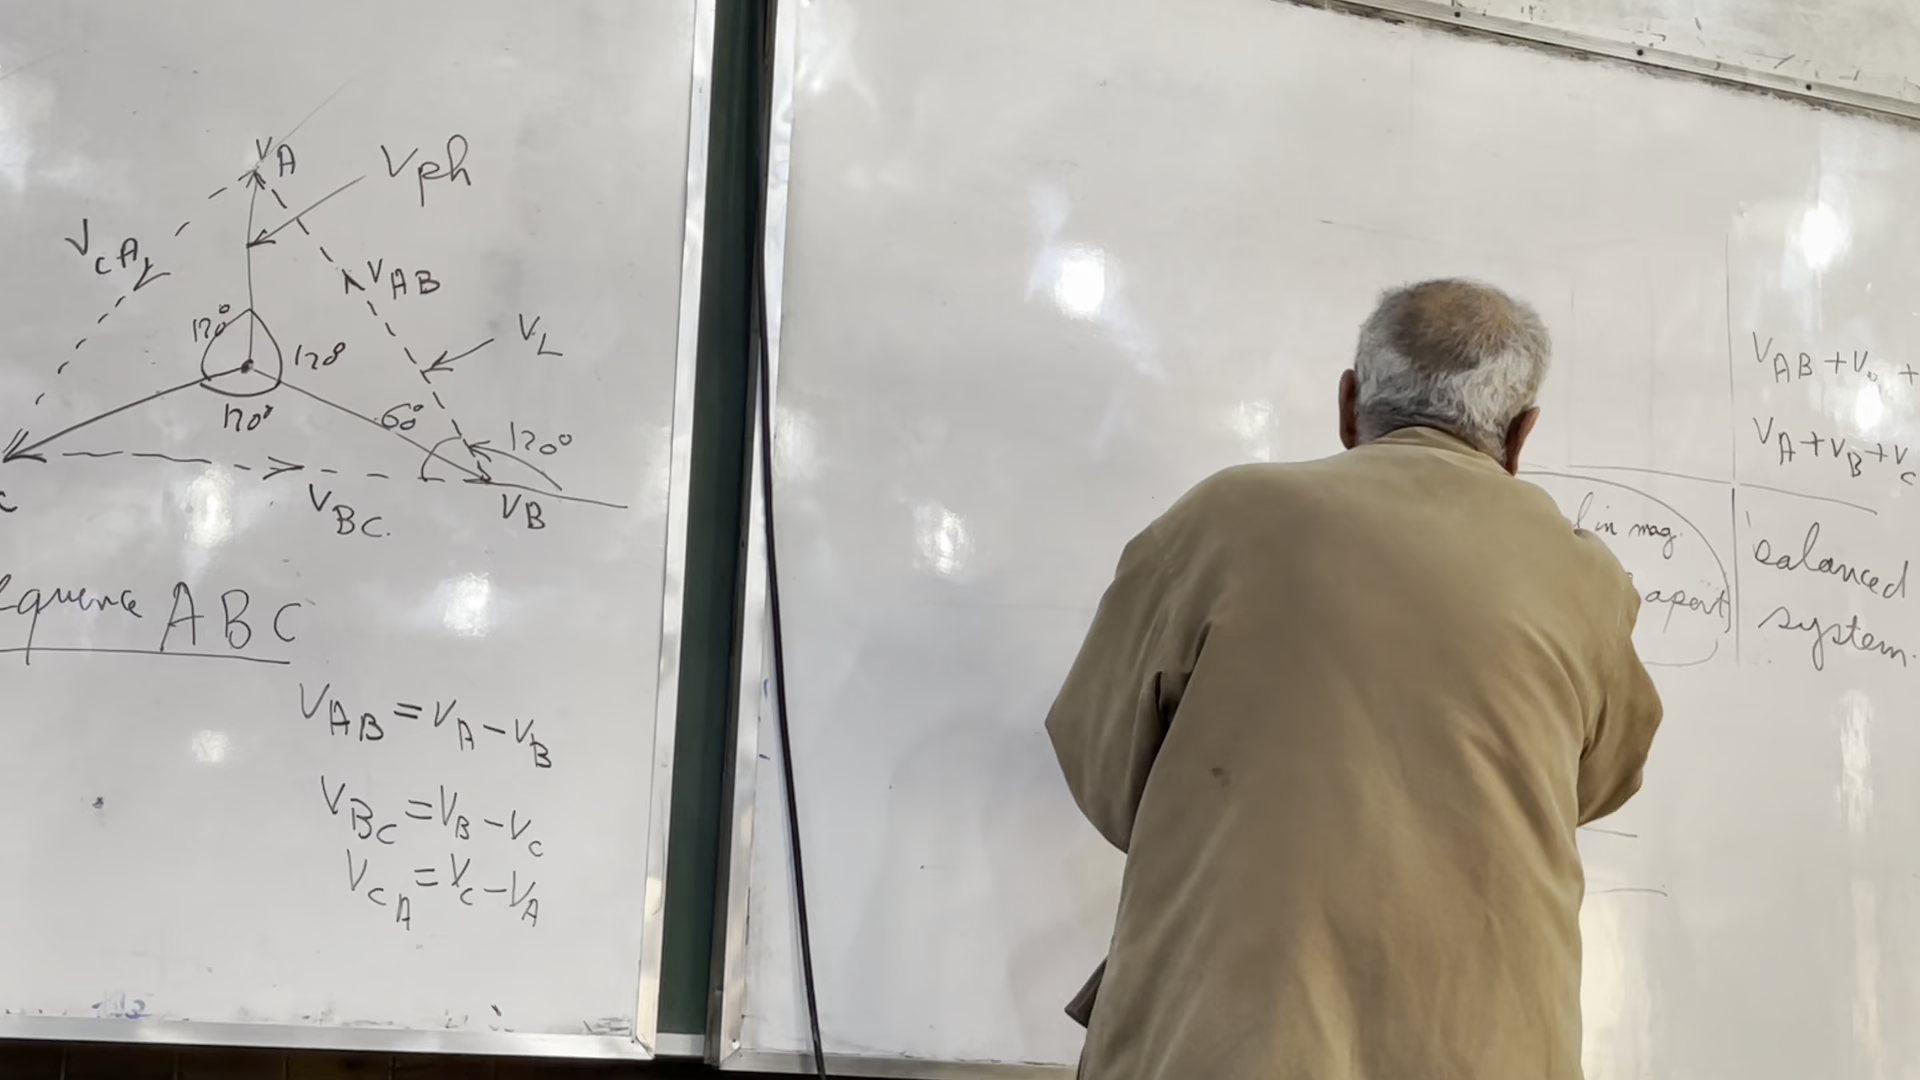 VA
Vph
VCA
VAB
VL
120°
120°
120°
60°
120°
VBC.
VB
ABC
VAB = VA - VB
VBC = VB - VC
VCA = VC - VA
VAB + V
VA + VB + VC
in mag.
apart
balanced
system.